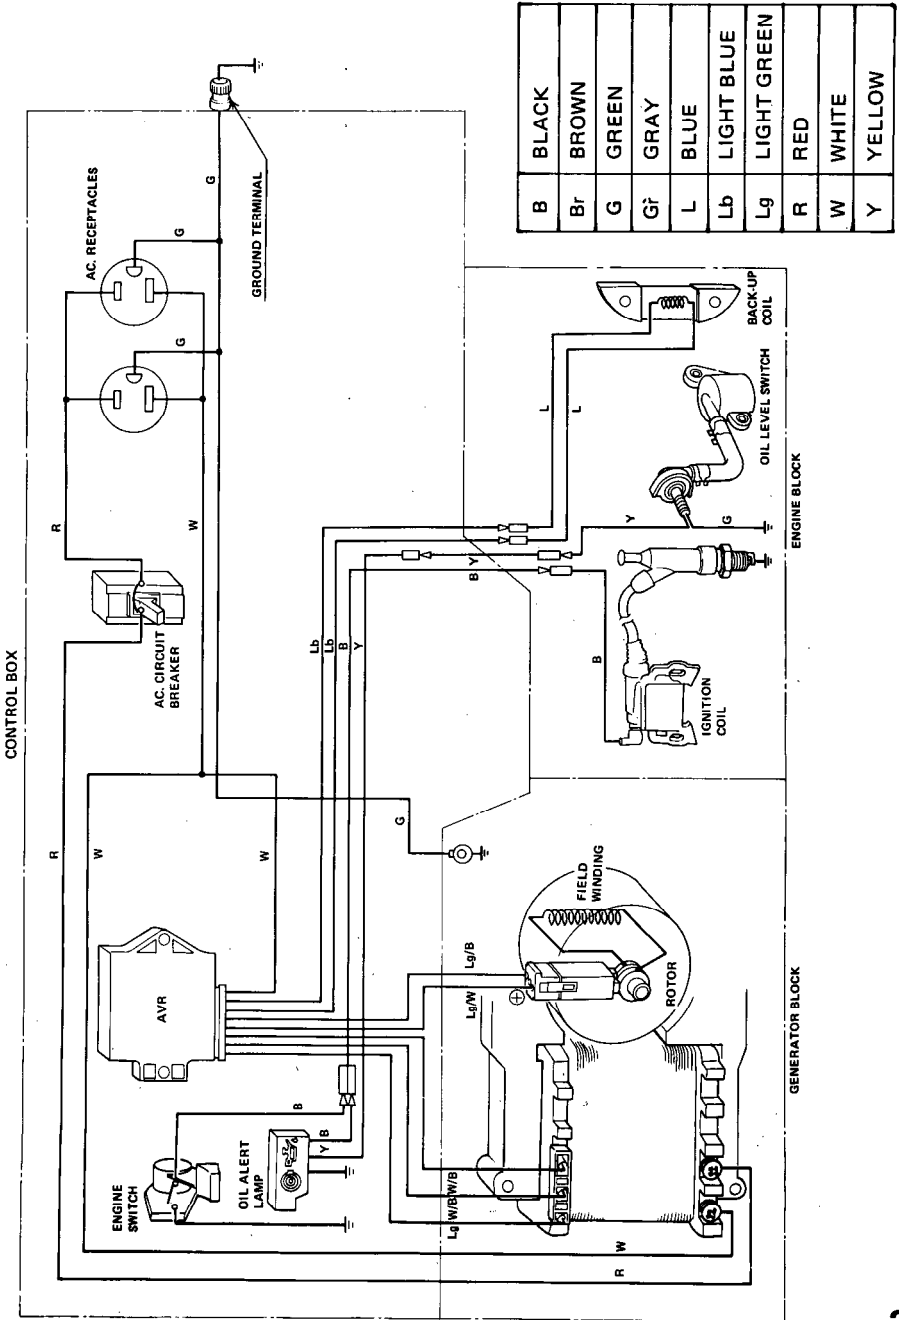 CONTROL BOX
R
R
W
W
AC. CIRCUIT
BREAKER
AC. RECEPTACLES
G
G
G
GROUND TERMINAL
ENGINE
SWITCH
AVR
W
OIL ALERT
LAMP
B
B
Y
Lb
Lb
B
Y
G
Lg W/B/W/B
Lg/B
Lg/W
+
B
Y
L
L
B
Y
G
FIELD
WINDING
ROTOR
R
W
IGNITION
COIL
OIL LEVEL SWITCH
BACK-UP
COIL
GENERATOR BLOCK
ENGINE BLOCK
B BLACK
Br BROWN
G GREEN
Gr GRAY
L BLUE
Lb LIGHT BLUE
Lg LIGHT GREEN
R RED
W WHITE
Y YELLOW